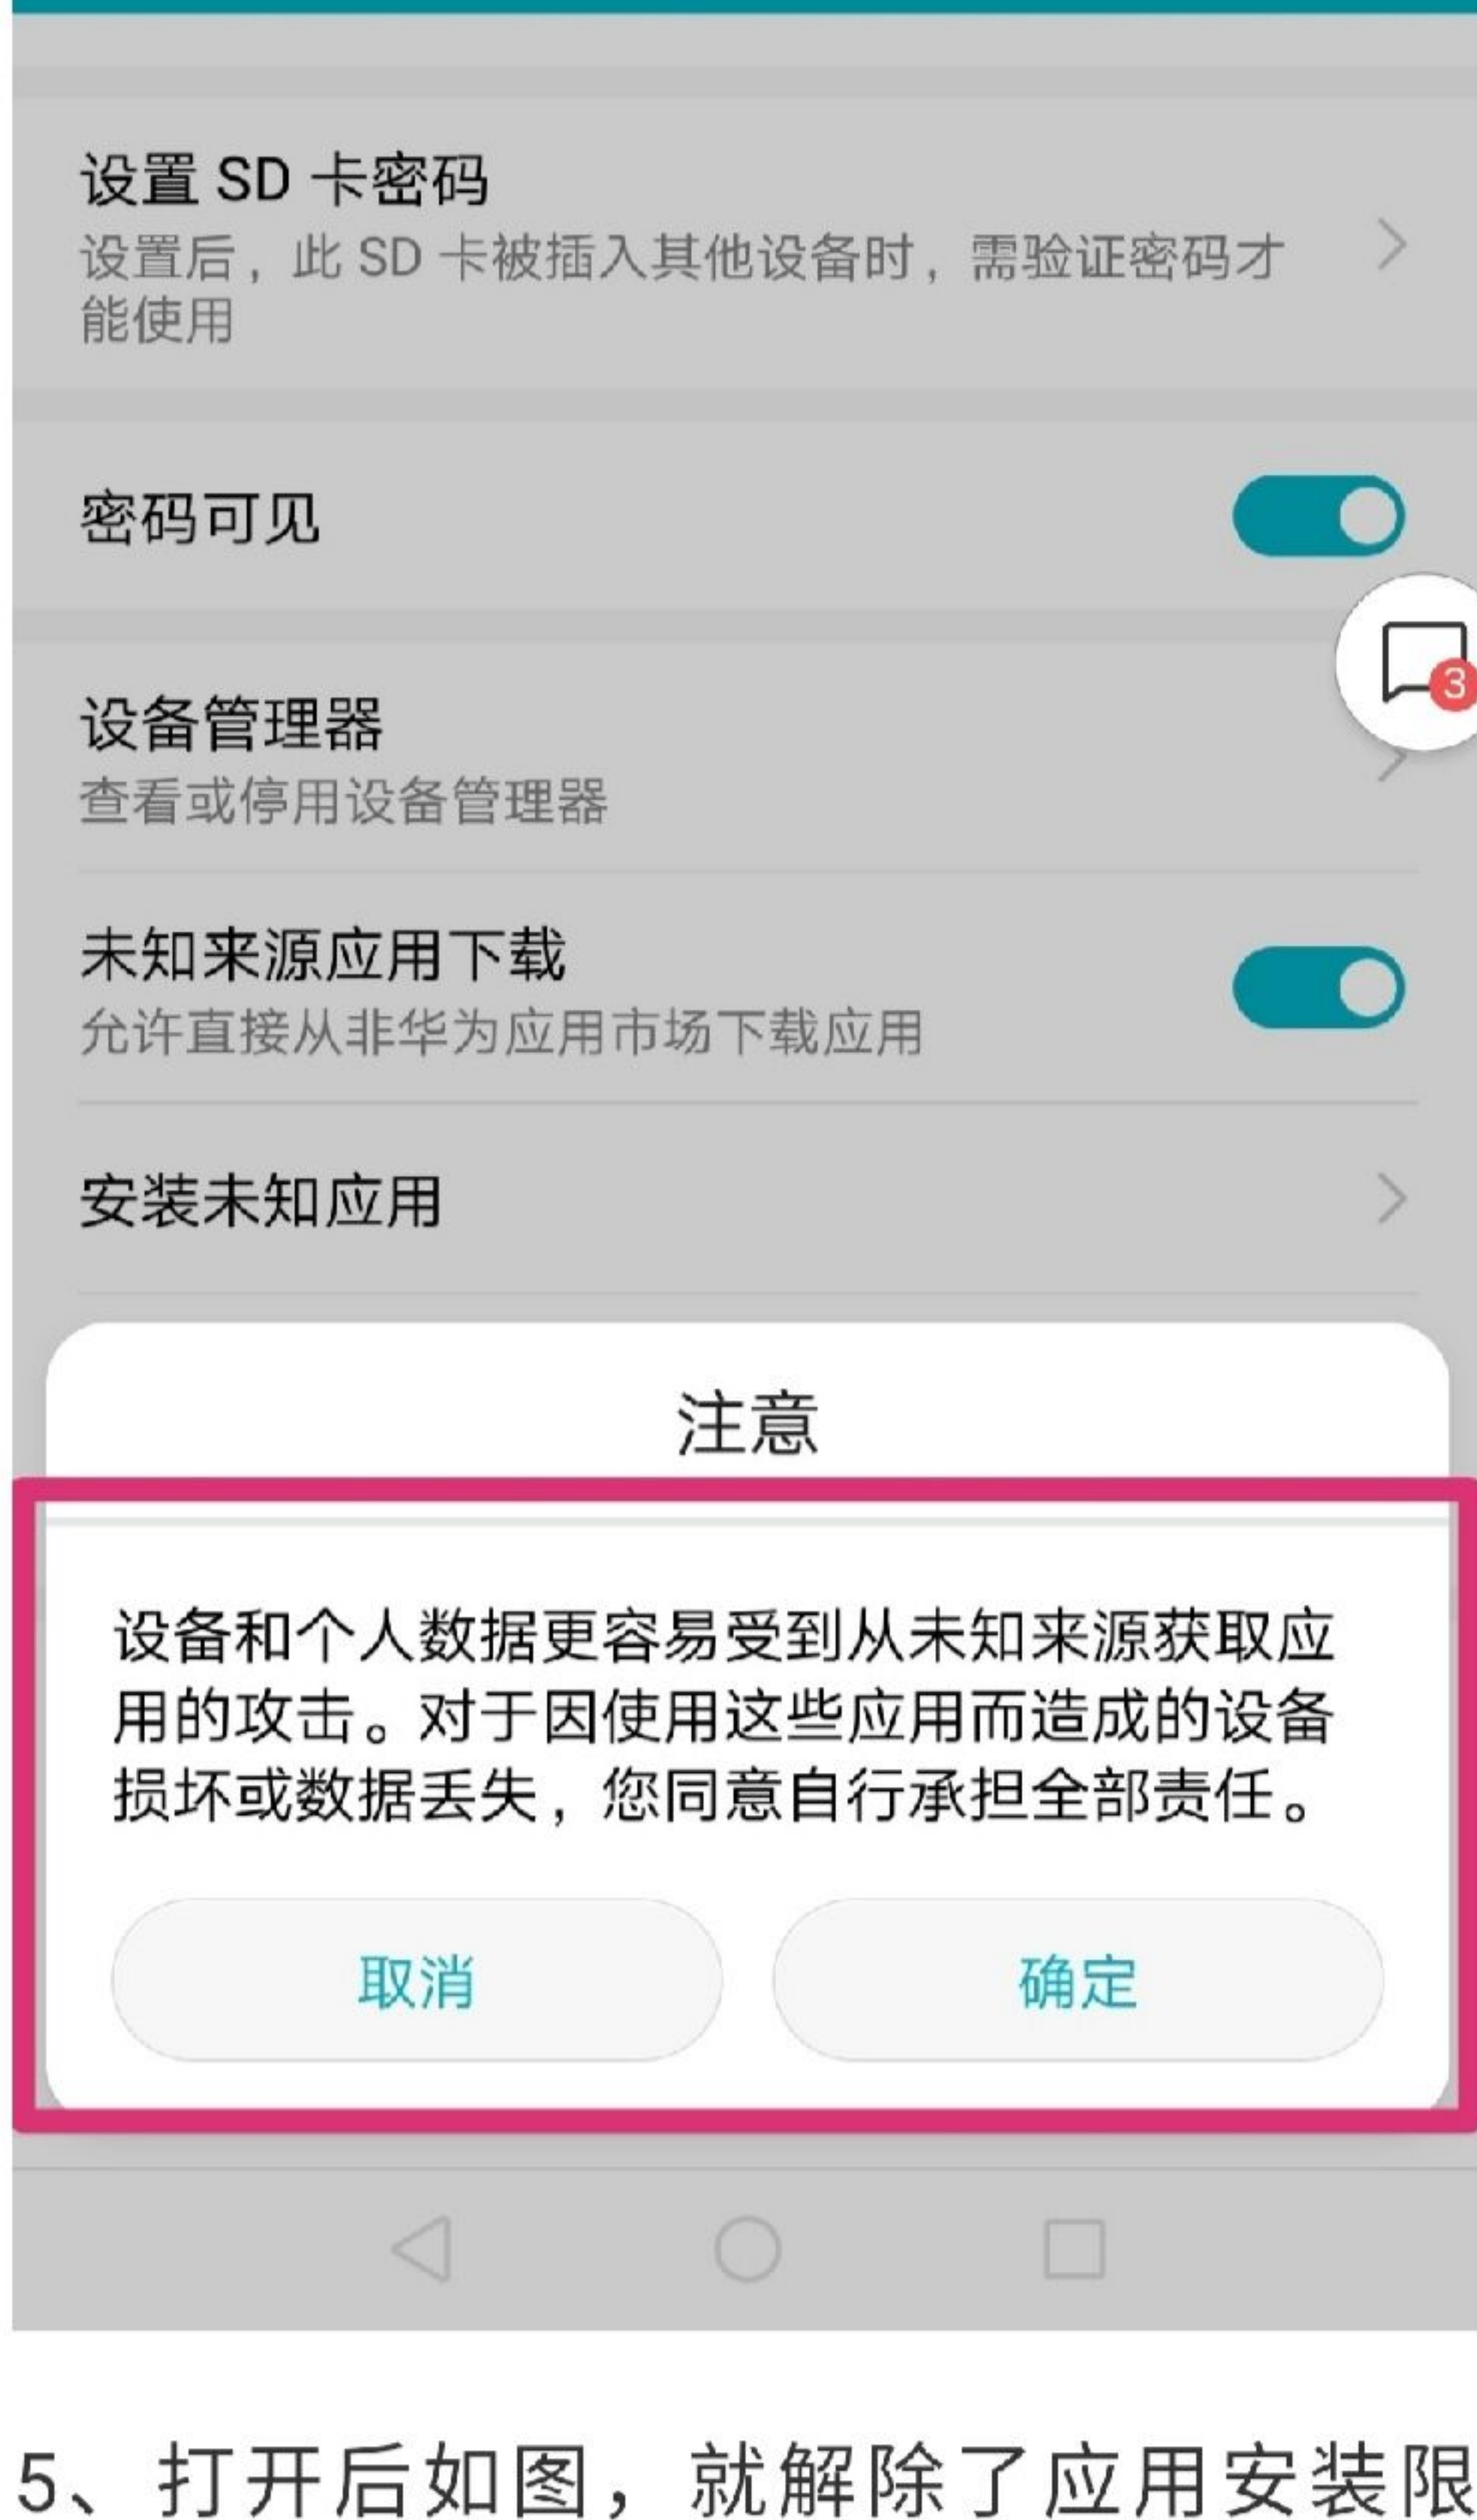 设置 SD 卡密码
设置后，此 SD 卡被插入其他设备时，需验证密码才
能使用
密码可见
3
设备管理器
查看或停用设备管理器
未知来源应用下载
允许直接从非华为应用市场下载应用
安装未知应用
注意
设备和个人数据更容易受到从未知来源获取应
用的攻击。对于因使用这些应用而造成的设备
损坏或数据丢失，您同意自行承担全部责任。
取消
确定
5、打开后如图，就解除了应用安装限